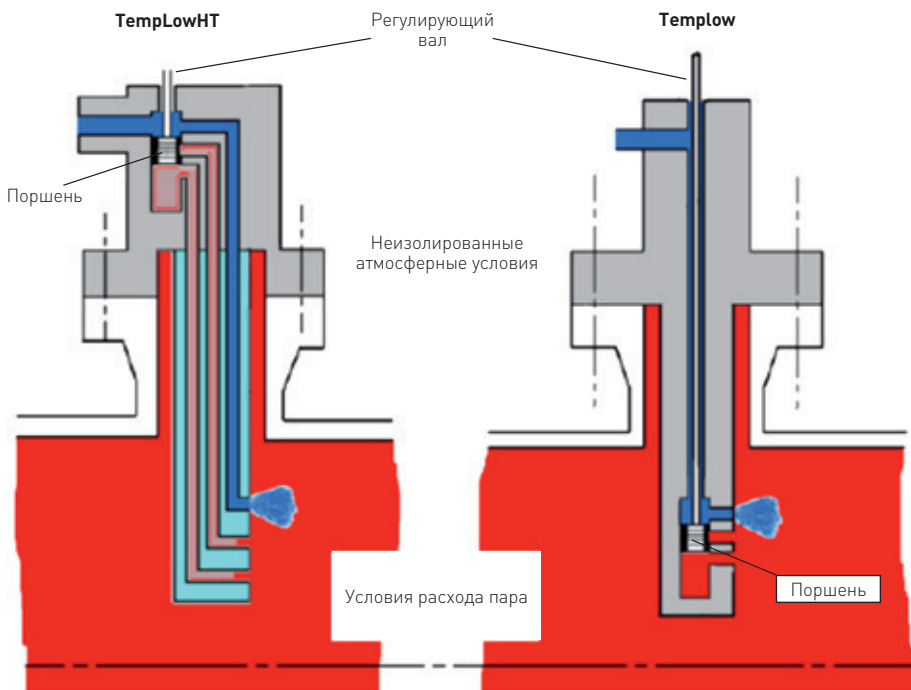 TempLowHT
Регулирующий
вал
Templow
Поршень
Неизолированные
атмосферные условия
Условия расхода пара
Поршень